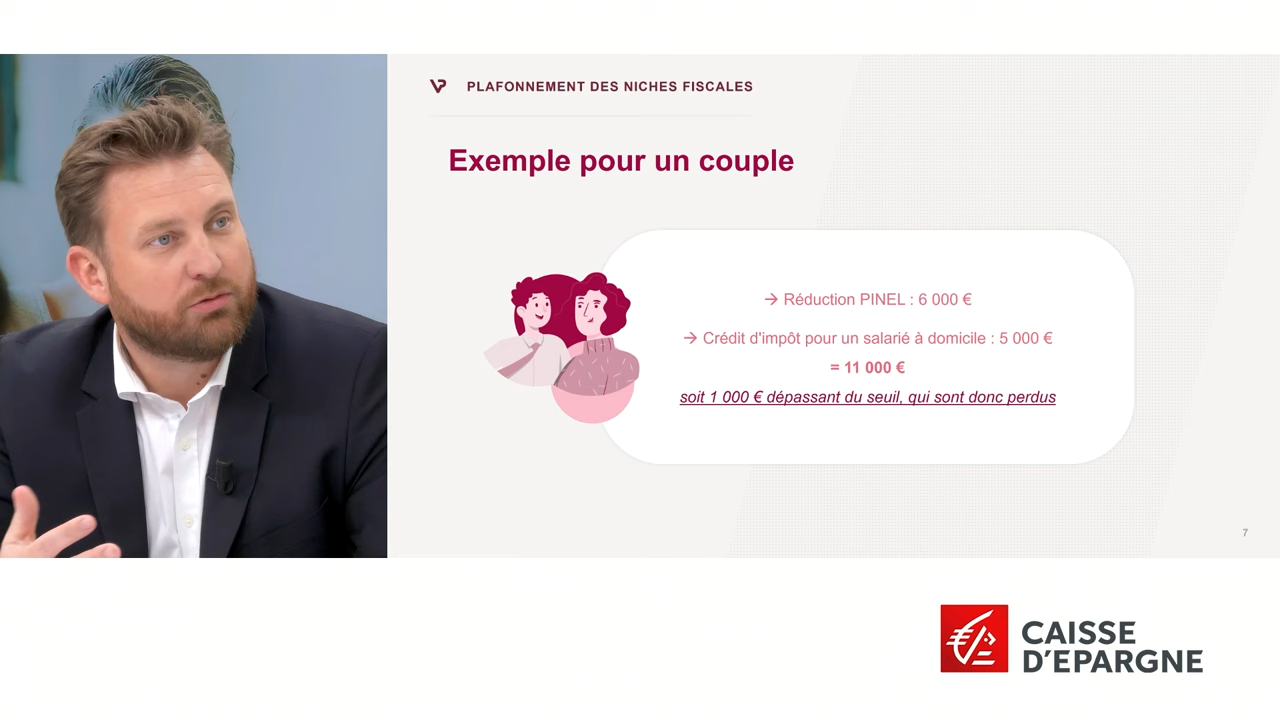 PLAFONNEMENT DES NICHES FISCALES
Exemple pour un couple
→ Réduction PINEL : 6 000 €
→ Crédit d'impôt pour un salarié à domicile : 5 000 €
= 11 000 €
soit 1 000 € dépassant du seuil, qui sont donc perdus
7
CAISSE
D'EPARGNE